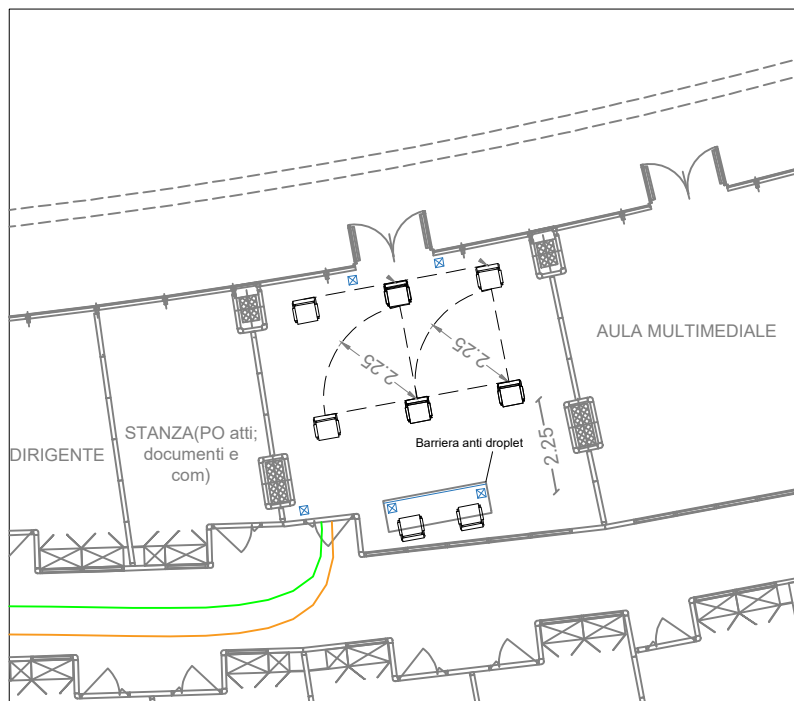 AULA MULTIMEDIALE
2.25
2.25
STANZA(PO atti;
documenti e
com)
DIRIGENTE
Barriera anti droplet
2.25